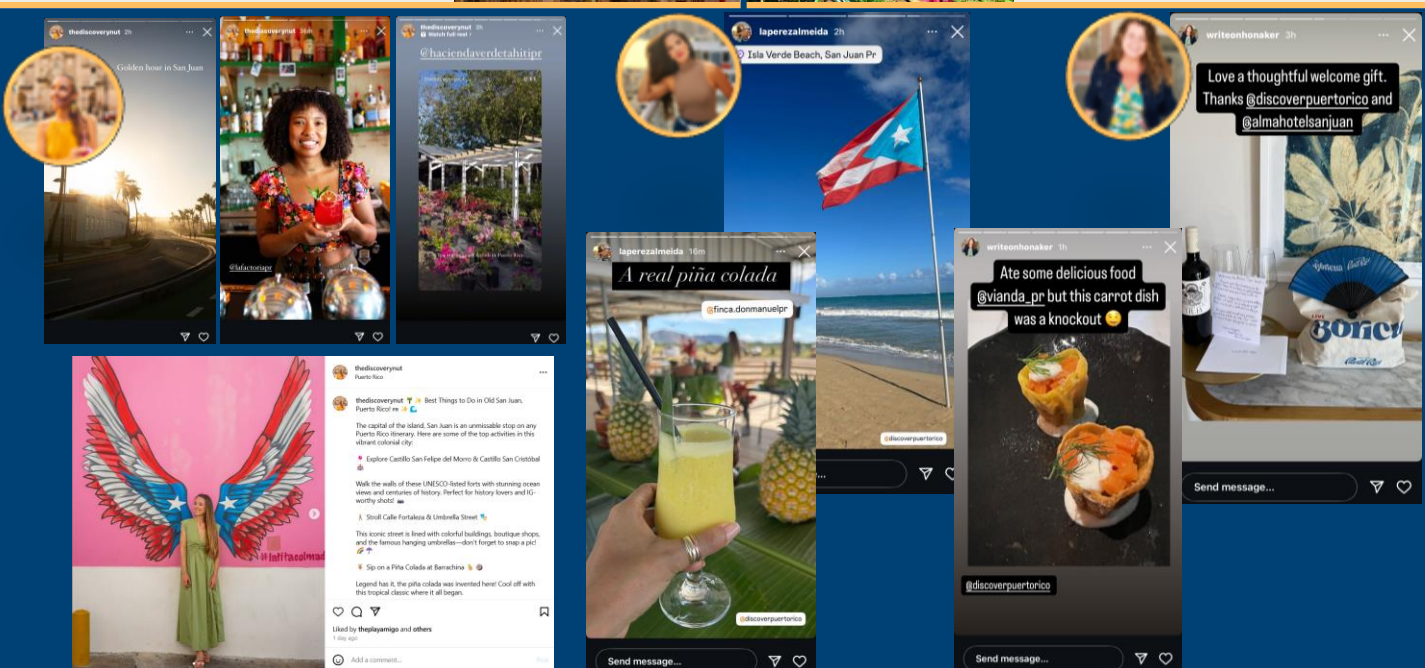 thediscoverynut 2h
Golden hour in San Juan
thediscoverynut
@lafactoriapr
thediscoverynut 2h
Watch full reel
@haciendaverdetahitipr
thediscoverynut
Puerto Rico
thediscoverynut 🌴 ✨ Best Things to Do in Old San Juan,
Puerto Rico! 🇵🇷 ✨ 🌊
The capital of the island, San Juan is an unmissable stop on any
Puerto Rico itinerary. Here are some of the top activities in this
vibrant colonial city:
Explore Castillo San Felipe del Morro & Castillo San Cristóbal
Walk the walls of these UNESCO-listed forts with stunning ocean
views and centuries of history. Perfect for history lovers and IG-
worthy shots! 📷
Stroll Calle Fortaleza & Umbrella Street
This iconic street is lined with colorful buildings, boutique shops,
and the famous hanging umbrellas—don't forget to snap a pic!
Sip on a Piña Colada at Barrachina
Legend has it, the piña colada was invented here! Cool off with
this tropical classic where it all began.
Liked by theplayamigo and others
1 day ago
Add a comment...
laperezalmeida 2h
Isla Verde Beach, San Juan Pr
@discoverpuertorico
laperezalmeida 16m
A real piña colada
@finca.donmanuelpr
@discoverpuertorico
Send message...
writeonhonaker 3h
Love a thoughtful welcome gift.
Thanks @discoverpuertorico and
@almahotelsanjuan
LIVE
Puerto Rico
Send message...
writeonhonaker 1h
Ate some delicious food
@vianda_pr but this carrot dish
was a knockout 😋
@discoverpuertorico
Send message...